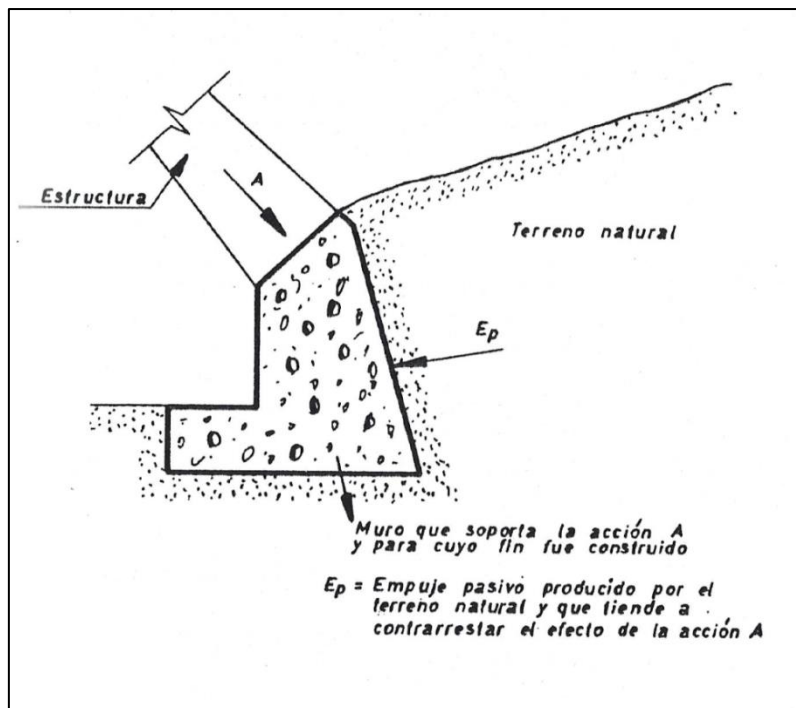 Estructura
A
Terreno natural
Ep
Muro que soporta la acción A
y para cuyo fin fue construido
Ep = Empuje pasivo producido por el
terreno natural y que tiende a
contrarrestar el efecto de la acción A